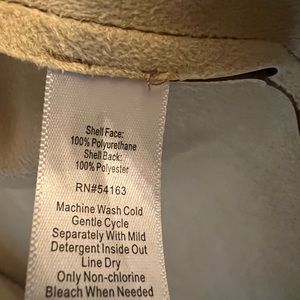 Shell Face:
100% Polyurethane
Shell Back:
100% Polyester
RN#54163
Machine Wash Cold
Gentle Cycle
Separately With Mild
Detergent Inside Out
Line Dry
Only Non-chlorine
Bleach When Needed